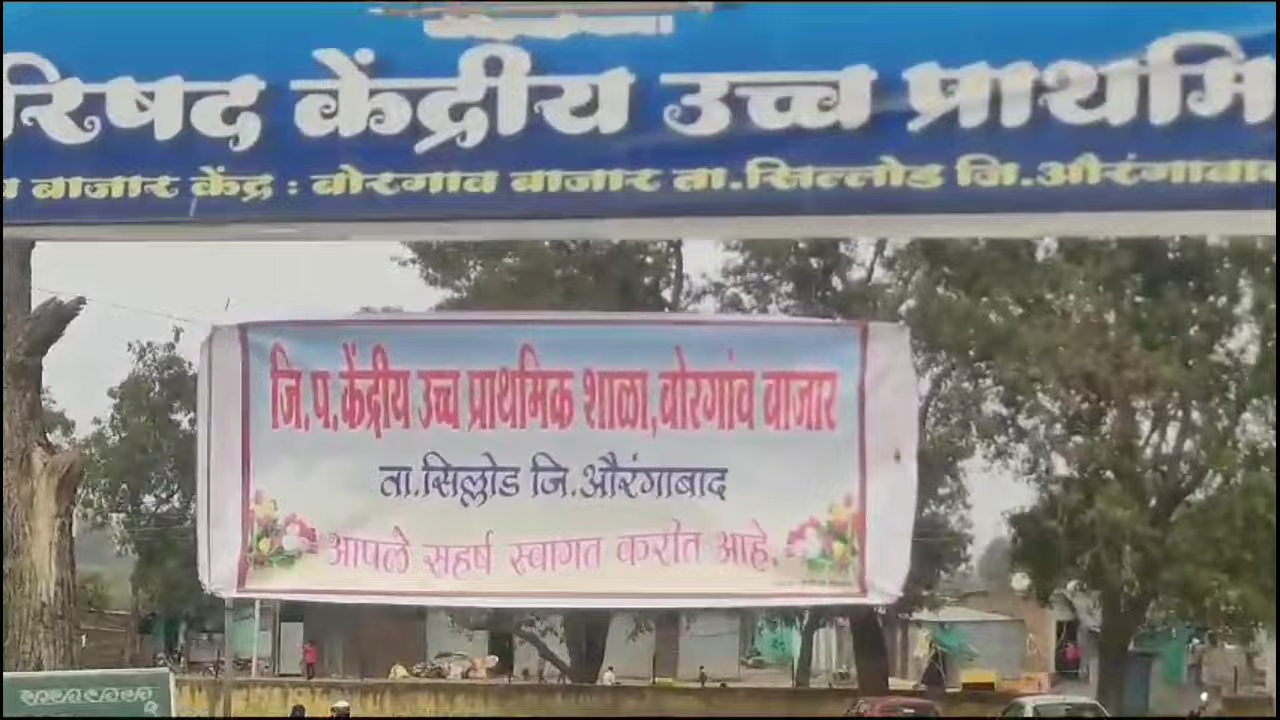 रिषद केंद्रीय उच्च प्राथमि
बाजार केंद्र : बोरगाव बाजार ता.सिल्लोड जि.औरंगाबाद
जि.प.केंद्रीय उच्च प्राथमिक शाळा,बोरगांव बाजार
ता.सिल्लोड जि.औरंगाबाद
आपले सहर्ष स्वागत करीत आहे.